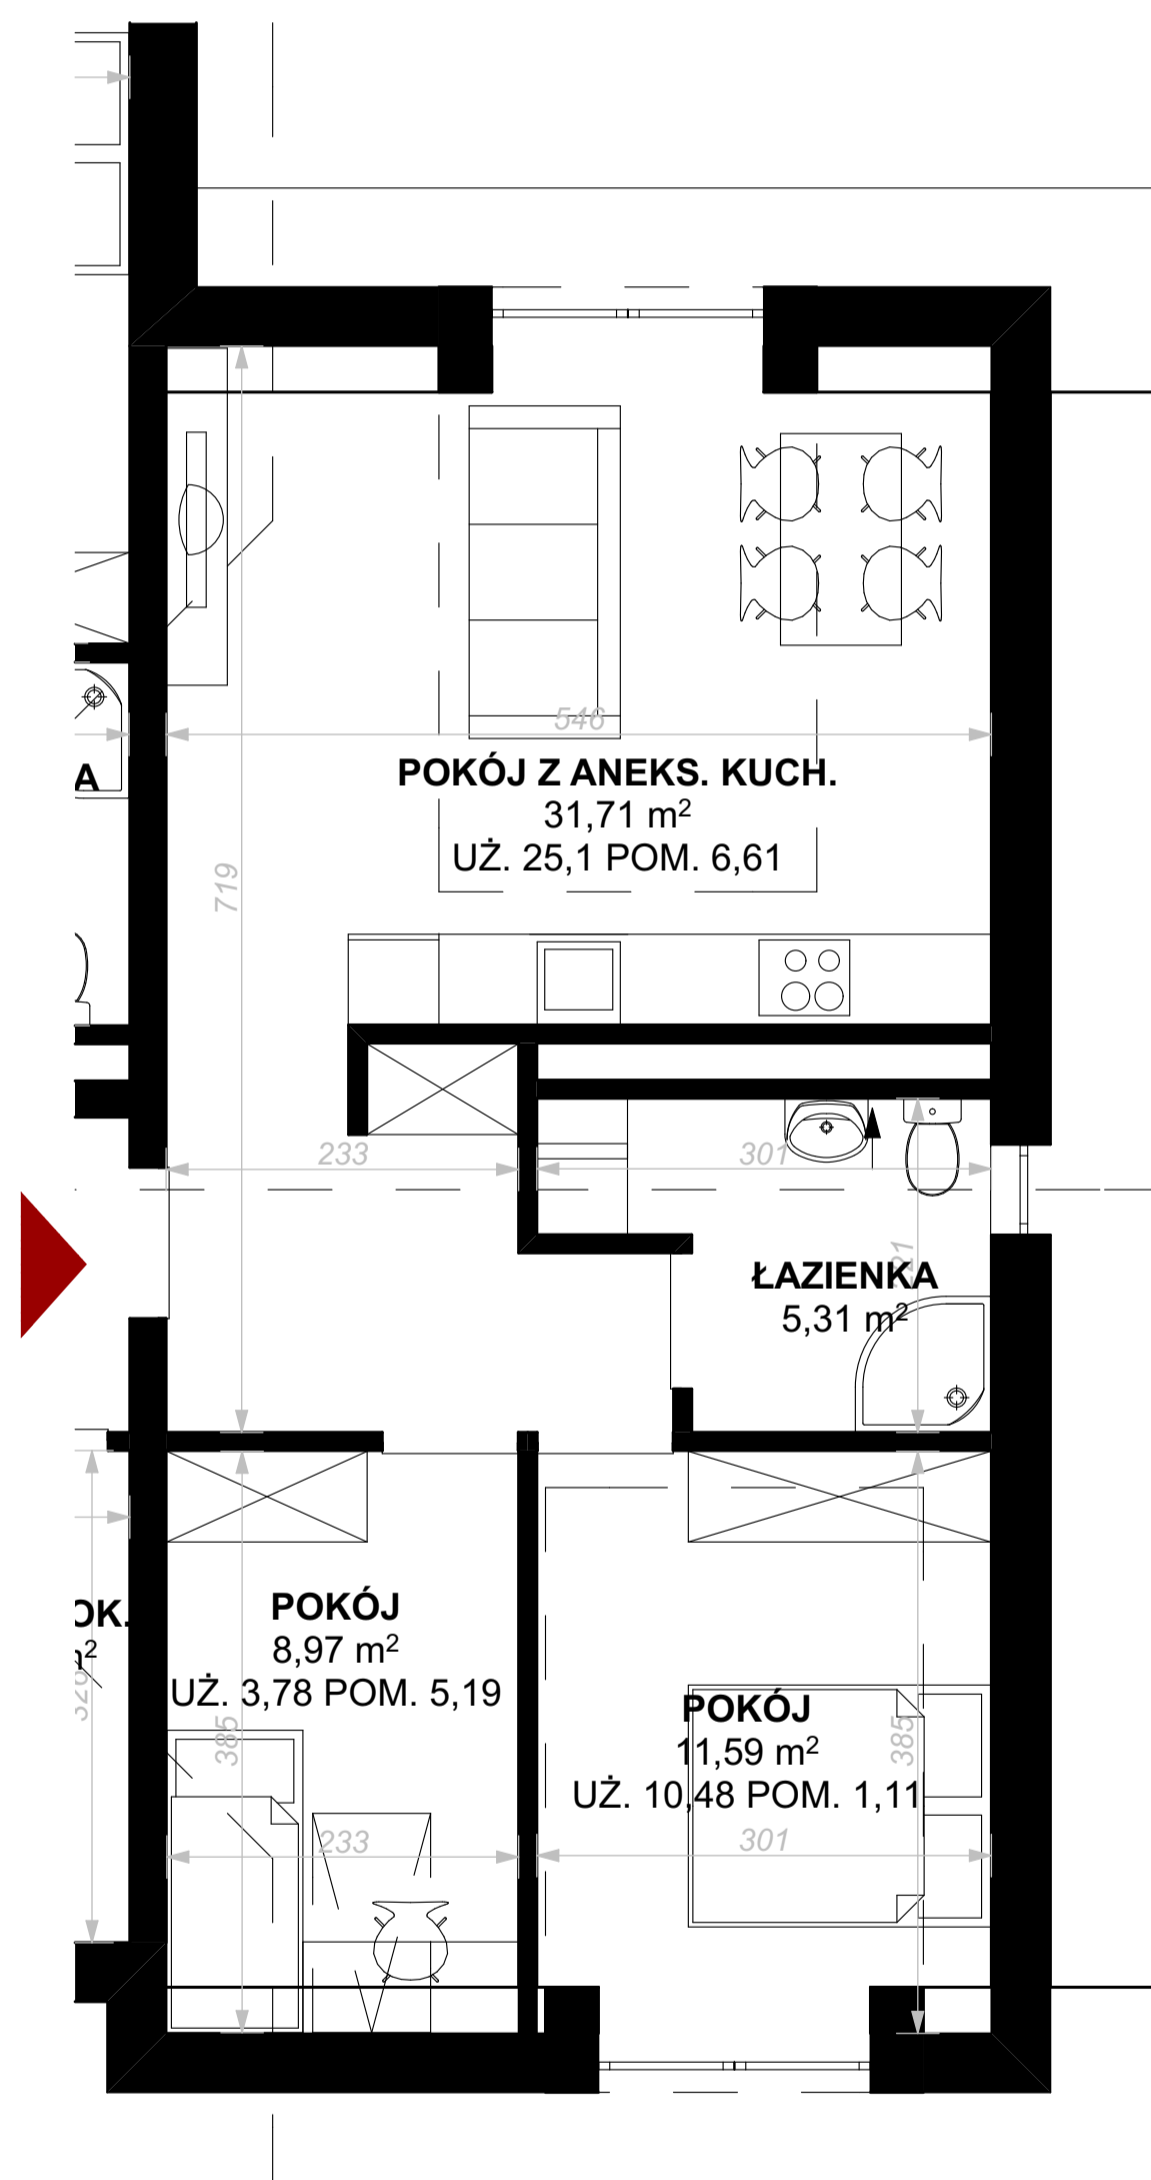 546
A
POKÓJ Z ANEKS. KUCH.
31,71 m²
UŻ. 25,1 POM. 6,61
719
233
301
ŁAZIENKA
5,31 m²
POKÓJ
8,97 m²
UŻ. 3,78 POM. 5,19
OK.
385
233
POKÓJ
11,59 m²
UŻ. 10,48 POM. 1,11
385
301